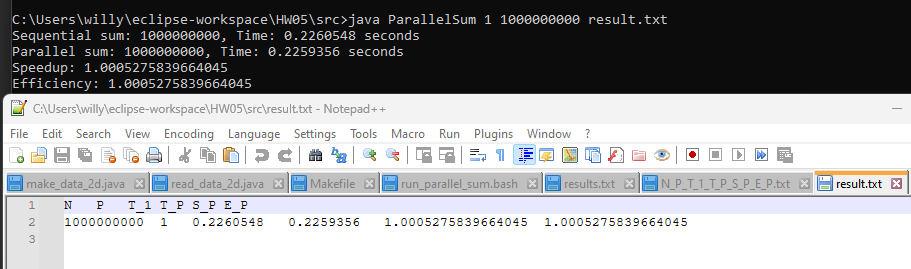 C:\Users\willy\eclipse-workspace\HW05\src>java ParallelSum 1 1000000000 result.txt
Sequential sum: 1000000000, Time: 0.2260548 seconds
Parallel sum: 1000000000, Time: 0.2259356 seconds
Speedup: 1.0005275839664045
Efficiency: 1.0005275839664045
C:\Users\willy\eclipse-workspace\HW05\src\result.txt - Notepad++
File Edit Search View Encoding Language Settings Tools Macro Run Plugins Window ?
make_data_2d.java read_data_2d.java Makefile run_parallel_sum.bash results.txt N_P_T_1_T_P_S_P_E_P.txt result.txt
1 N P T_1 T_P S_P E_P
2 1000000000 1 0.2260548 0.2259356 1.0005275839664045 1.0005275839664045
3